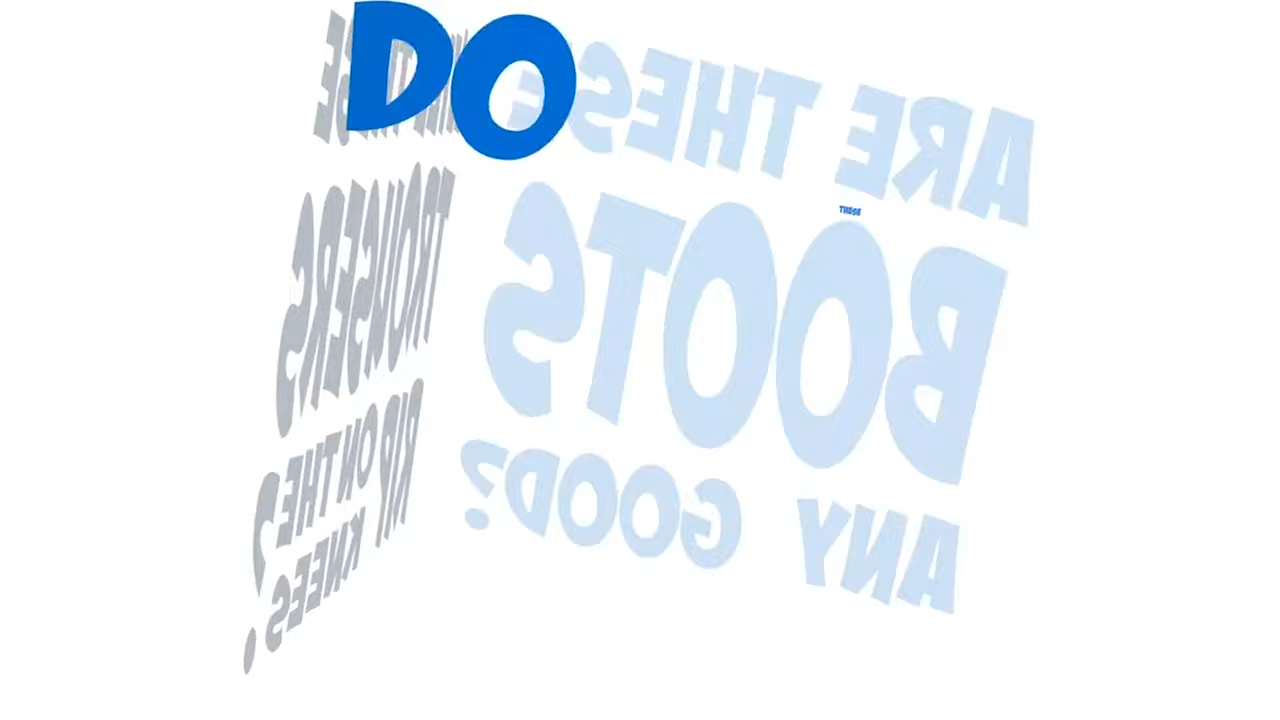 DO
THESE
ARE THESE
BOOTS
ANY GOOD?
TROUSERS
RIP ON THE
KNEES?